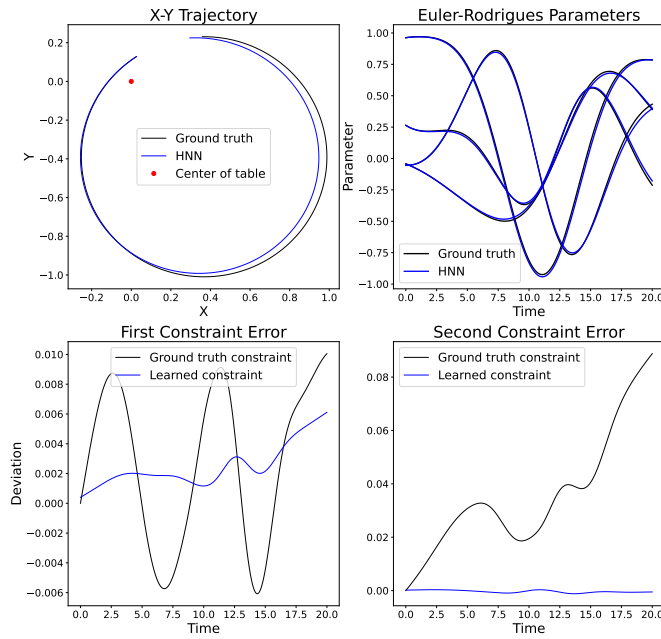 X-Y Trajectory
0.2
0.0
−0.2
−0.4
−0.6
−0.8
−1.0
Y
Ground truth
HNN
Center of table
−0.2 0.0 0.2 0.4 0.6 0.8 1.0
X
Euler-Rodrigues Parameters
1.00
0.75
0.50
0.25
0.00
−0.25
−0.50
−0.75
−1.00
Parameter
Ground truth
HNN
0.0 2.5 5.0 7.5 10.0 12.5 15.0 17.5 20.0
Time
First Constraint Error
0.010
0.008
0.006
0.004
0.002
0.000
−0.002
−0.004
−0.006
Deviation
Ground truth constraint
Learned constraint
0.0 2.5 5.0 7.5 10.0 12.5 15.0 17.5 20.0
Time
Second Constraint Error
0.08
0.06
0.04
0.02
0.00
Ground truth constraint
Learned constraint
0.0 2.5 5.0 7.5 10.0 12.5 15.0 17.5 20.0
Time